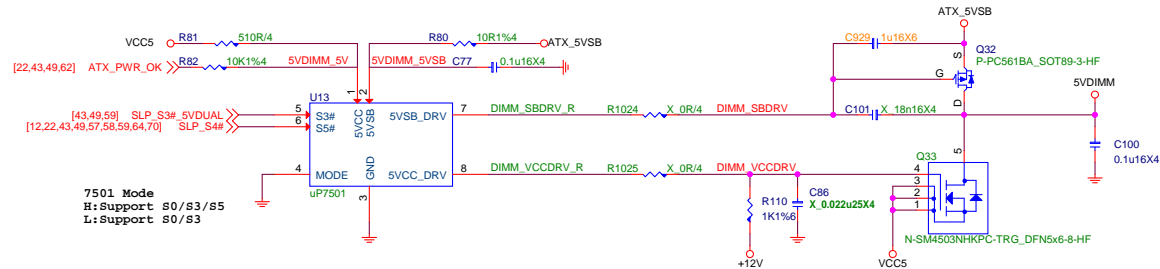 ATX_5VSB
VCC5 R81 510R/4 R80 10R1%4 ATX_5VSB C929 1u16X6 Q32
P-PC561BA_SOT89-3-HF
[22,43,49,62] ATX_PWR_OK R82 10K1%4 5VDIMM_5V 5VDIMM_5VSB C77 0.1u16X4
S
G
D
5VDIMM
1 2
U13
[43,49,59] SLP_S3#_5VDUAL 5 S3# 5VCC 5VSB 5VSB_DRV 7 DIMM_SBDRV_R R1024 X_0R/4 DIMM_SBDRV C101 X_18n16X4
[12,22,43,49,57,58,59,64,70] SLP_S4# 6 S5#
C100
0.1u16X4
4 MODE GND 5VCC_DRV 8 DIMM_VCCDRV_R R1025 X_0R/4 DIMM_VCCDRV
uP7501
3
7501 Mode
H:Support S0/S3/S5
L:Support S0/S3
R110
1K1%6
+12V
C86
X_0.022u25X4
Q33
5
4
3
2
1
N-SM4503NHKPC-TRG_DFN5x6-8-HF
VCC5